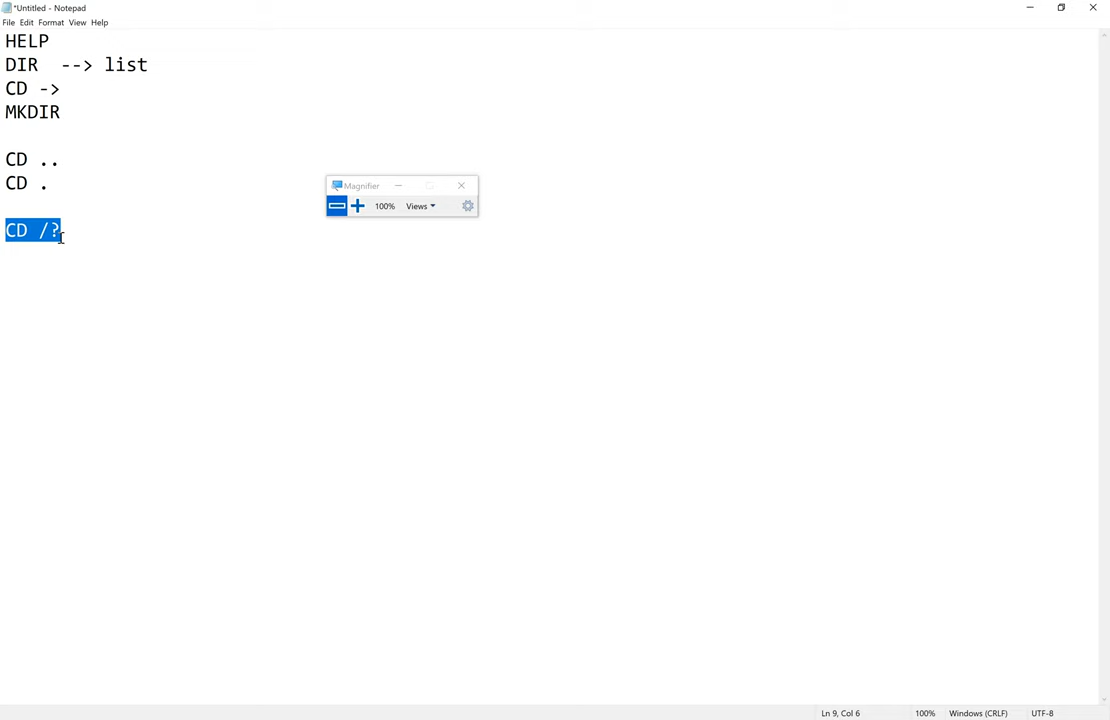 *Untitled - Notepad
File Edit Format View Help
HELP
DIR  --> list
CD ->
MKDIR
CD ..
CD .
CD /?
Magnifier
100% Views
Ln 9, Col 6
100%
Windows (CRLF)
UTF-8